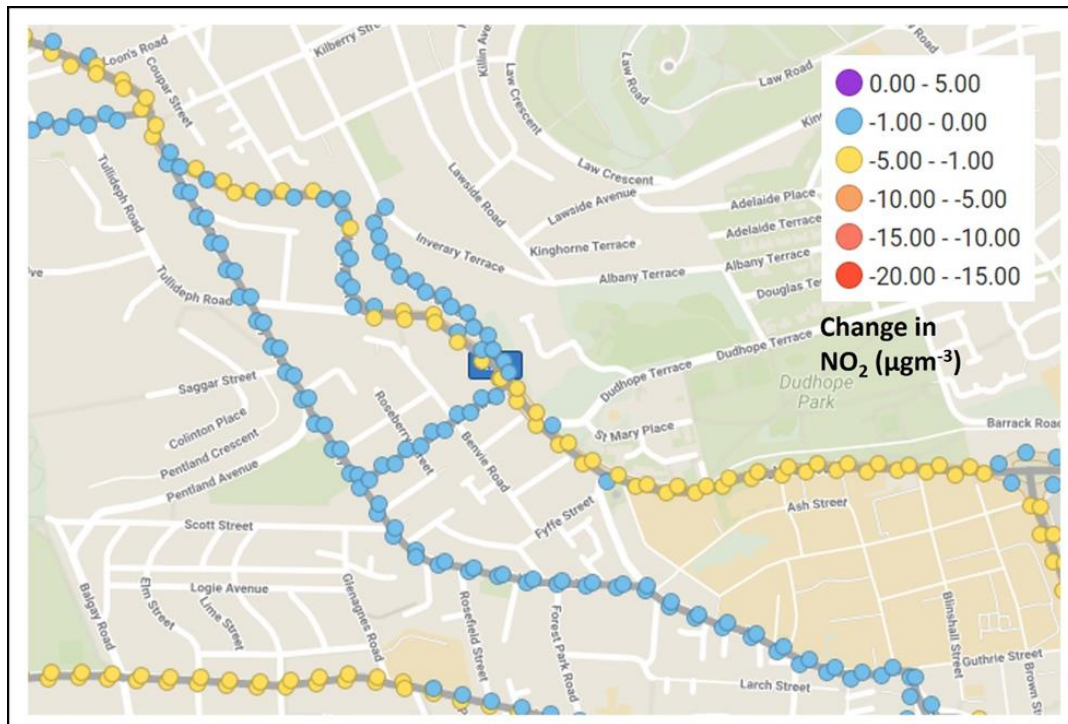 Loon's Road
Coupar Street
Kilberry Stre
Killin Ave
Law Crescent
Law Road
Law Road
Road
King
0.00 - 5.00
-1.00 - 0.00
-5.00 - -1.00
-10.00 - -5.00
-15.00 - -10.00
-20.00 - -15.00
Change in
NO₂ (µgm⁻³)
Tullideph Road
Lawside Road
Law Crescent
Lawside Avenue
Adelaide Place
Adelaide Terrace
Kinghorne Terrace
Inverary Terrace
Albany Terrace
Albany Terrace
Douglas Te
Tullideph Road
Dudhope Terrace
Dudhope Terrace
Dudhope
Park
Saggar Street
Colinton Place
Pentland Crescent
Pentland Avenue
Roseberry Street
Benvie Road
St Mary Place
Barrack Road
Ash Street
Fyffe Street
Scott Street
Logie Avenue
Balgay Road
Elm Street
Lime Street
Glenagnes Road
Rosefield Street
Forest Park Road
Larch Street
Blinshall Street
Guthrie Street
Brown St